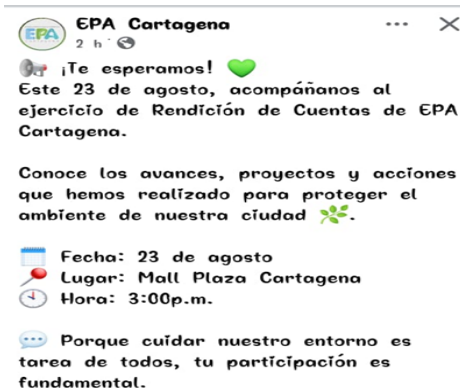 EPA
EPA Cartagena
2 h
¡Te esperamos!
Este 23 de agosto, acompáñanos al
ejercicio de Rendición de Cuentas de EPA
Cartagena.
Conoce los avances, proyectos y acciones
que hemos realizado para proteger el
ambiente de nuestra ciudad.
Fecha: 23 de agosto
Lugar: Mall Plaza Cartagena
Hora: 3:00p.m.
Porque cuidar nuestro entorno es
tarea de todos, tu participación es
fundamental.